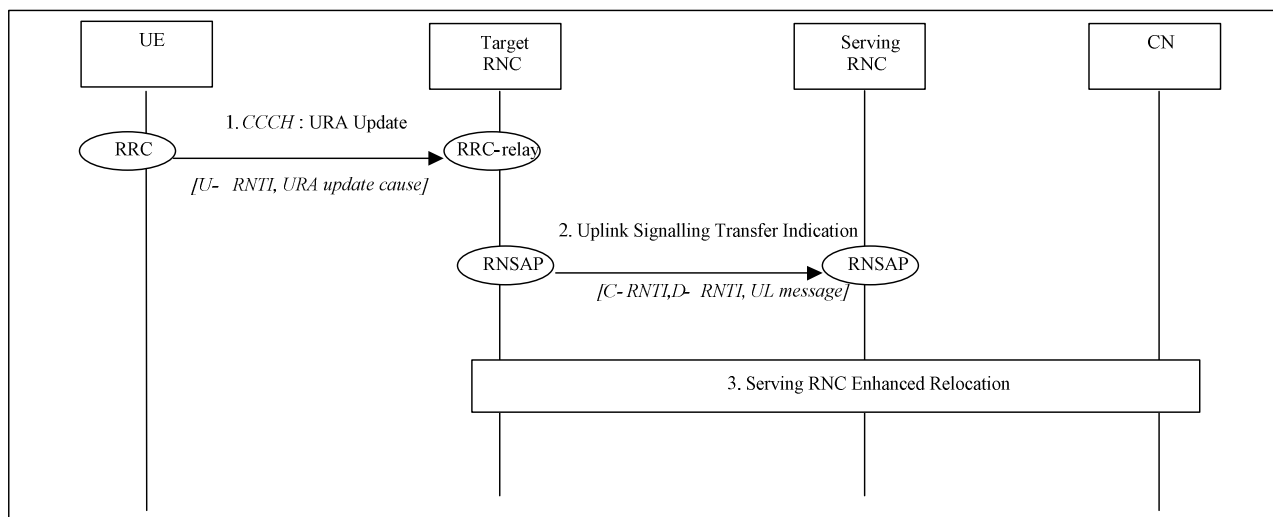 UE
Target
RNC
Serving
RNC
CN
1. CCCH : URA Update
RRC
RRC-relay
[U- RNTI, URA update cause]
2. Uplink Signalling Transfer Indication
RNSAP
RNSAP
[C-RNTI,D- RNTI, UL message]
3. Serving RNC Enhanced Relocation